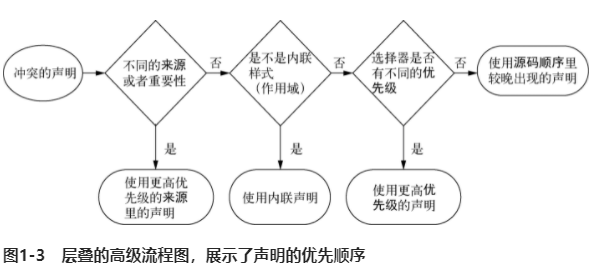 冲突的声明
不同的来源
或者重要性
否
是不是内联
样式
（作用域）
否
选择器是否
有不同的优
先级
否
使用源码顺序里
较晚出现的声明
是
是
是
使用更高优
先级的来源
里的声明
使用内联声明
使用更高优
先级的声明
图1-3 层叠的高级流程图，展示了声明的优先顺序